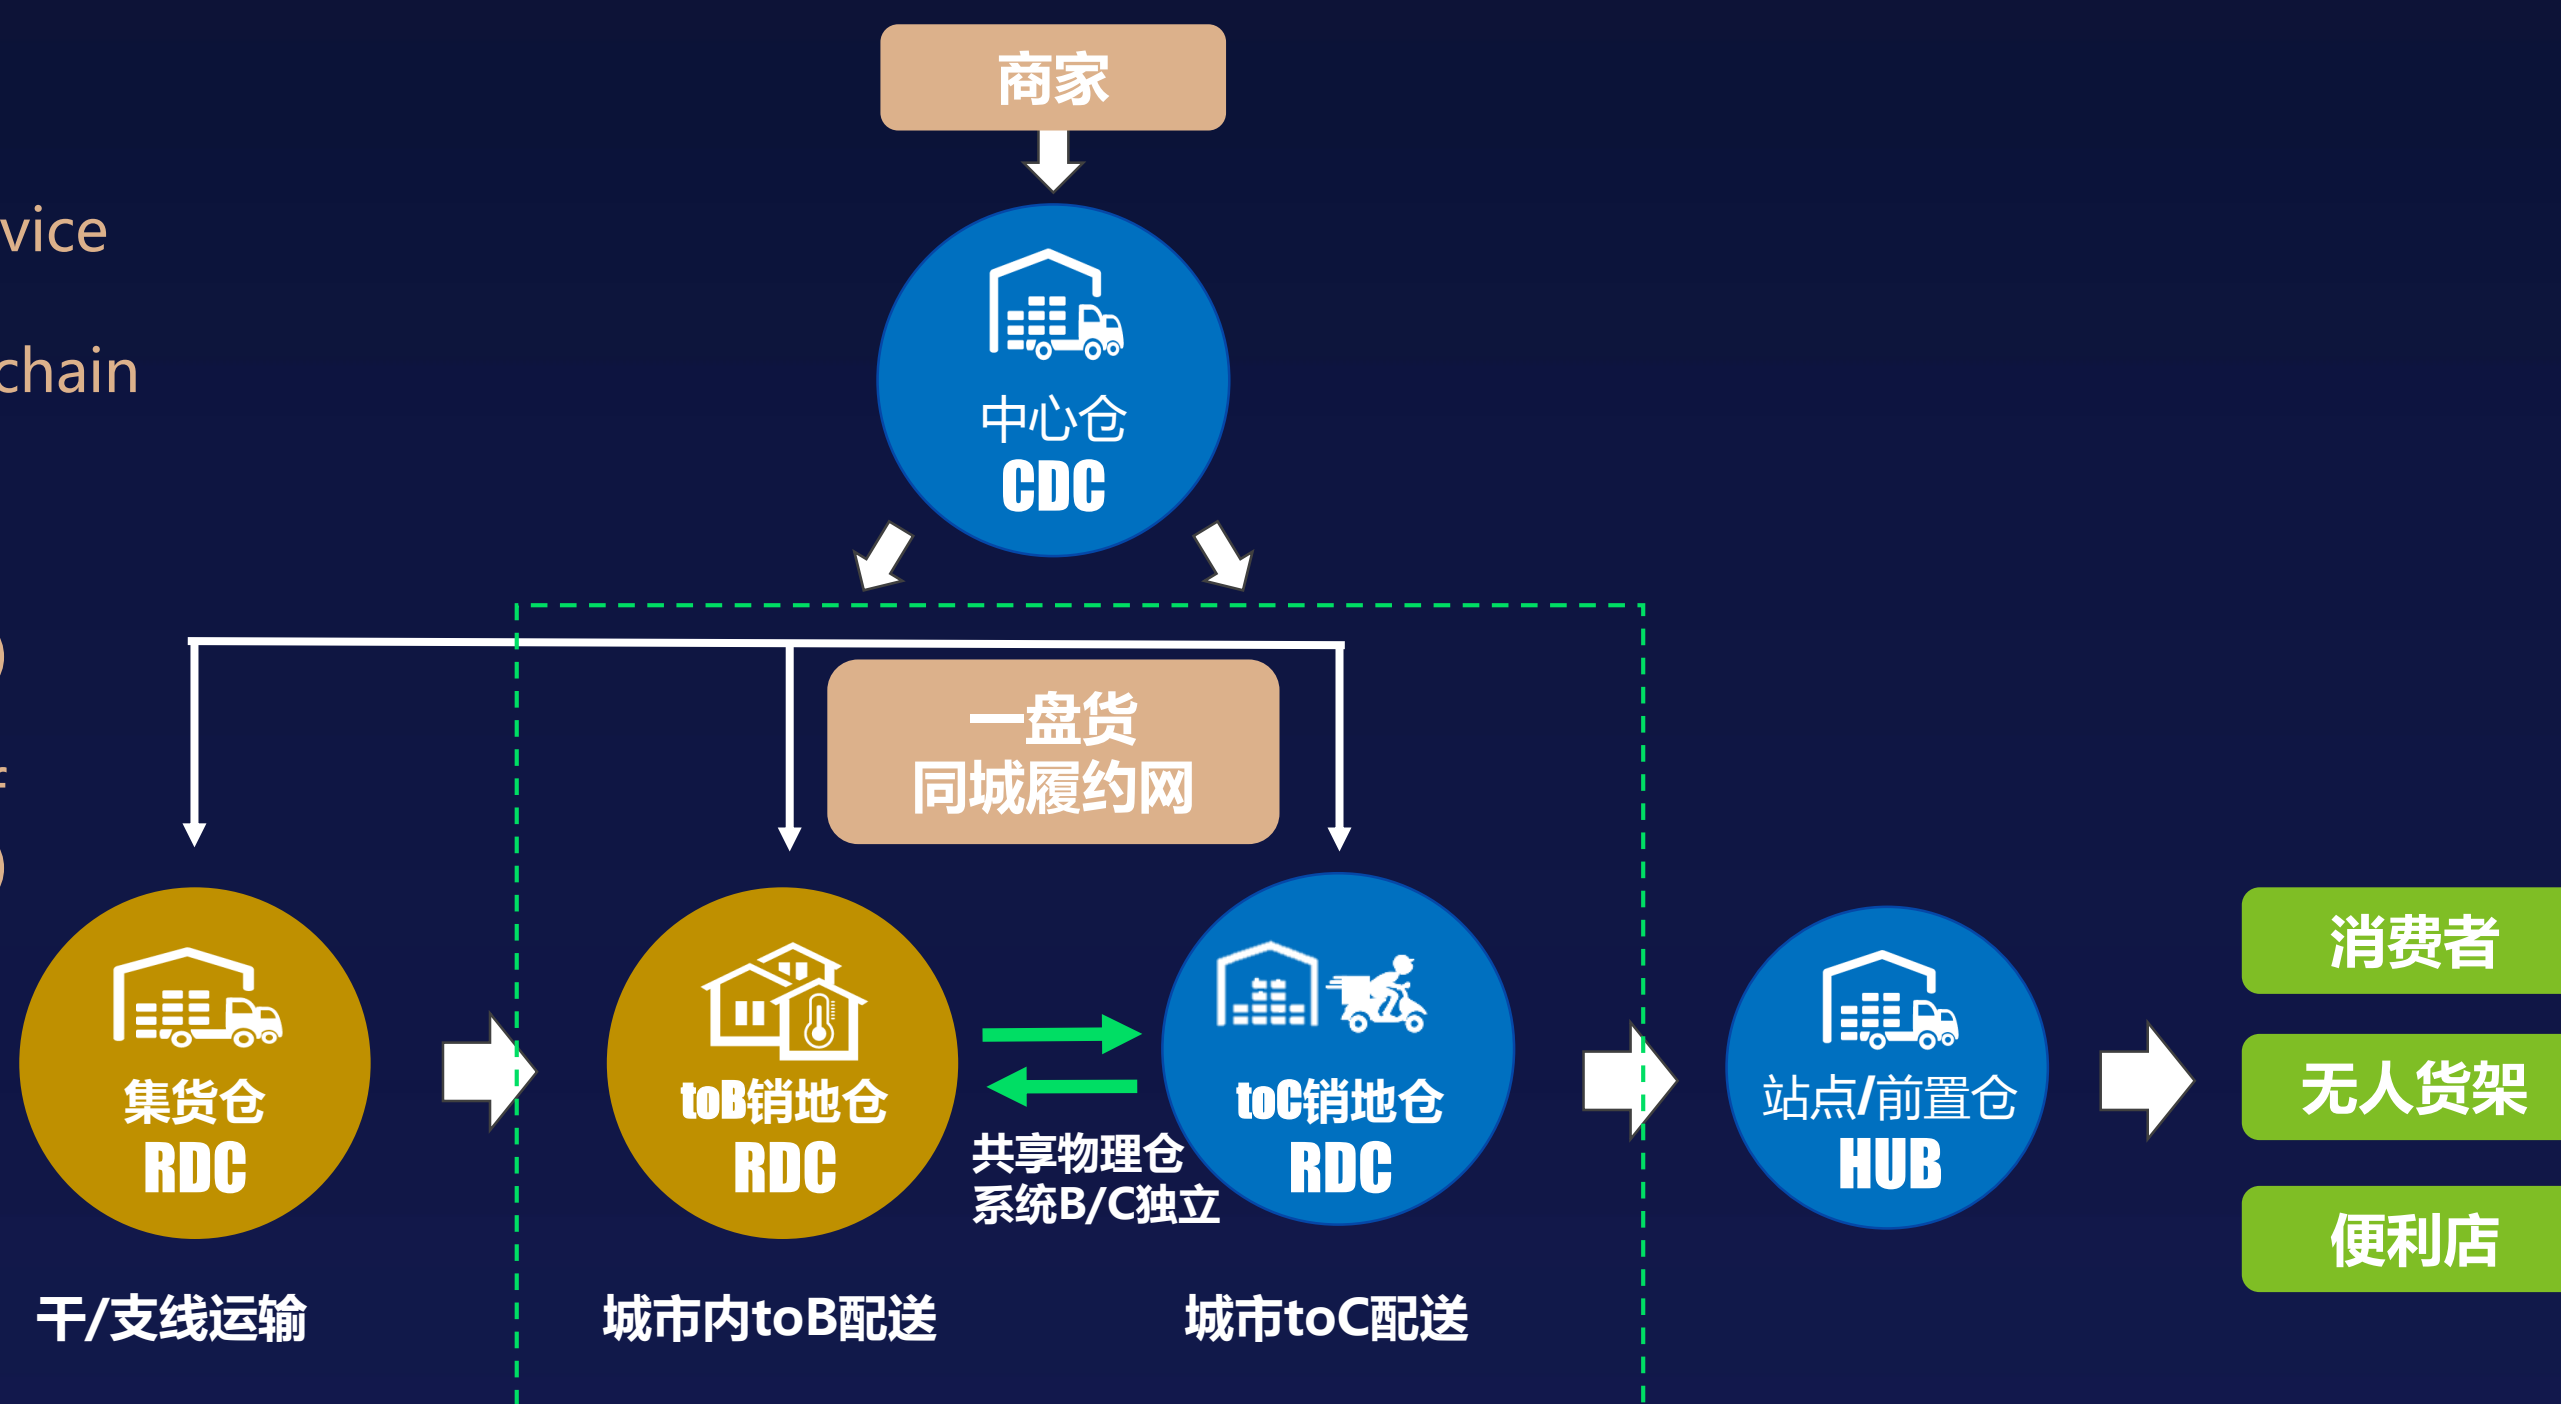 商家
vice
chain
中心仓
CDC
一盘货
同城履约网
集货仓
RDC
toB销地仓
RDC
共享物理仓
系统B/C独立
toC销地仓
RDC
站点/前置仓
HUB
消费者
无人货架
便利店
干/支线运输
城市内toB配送
城市toC配送